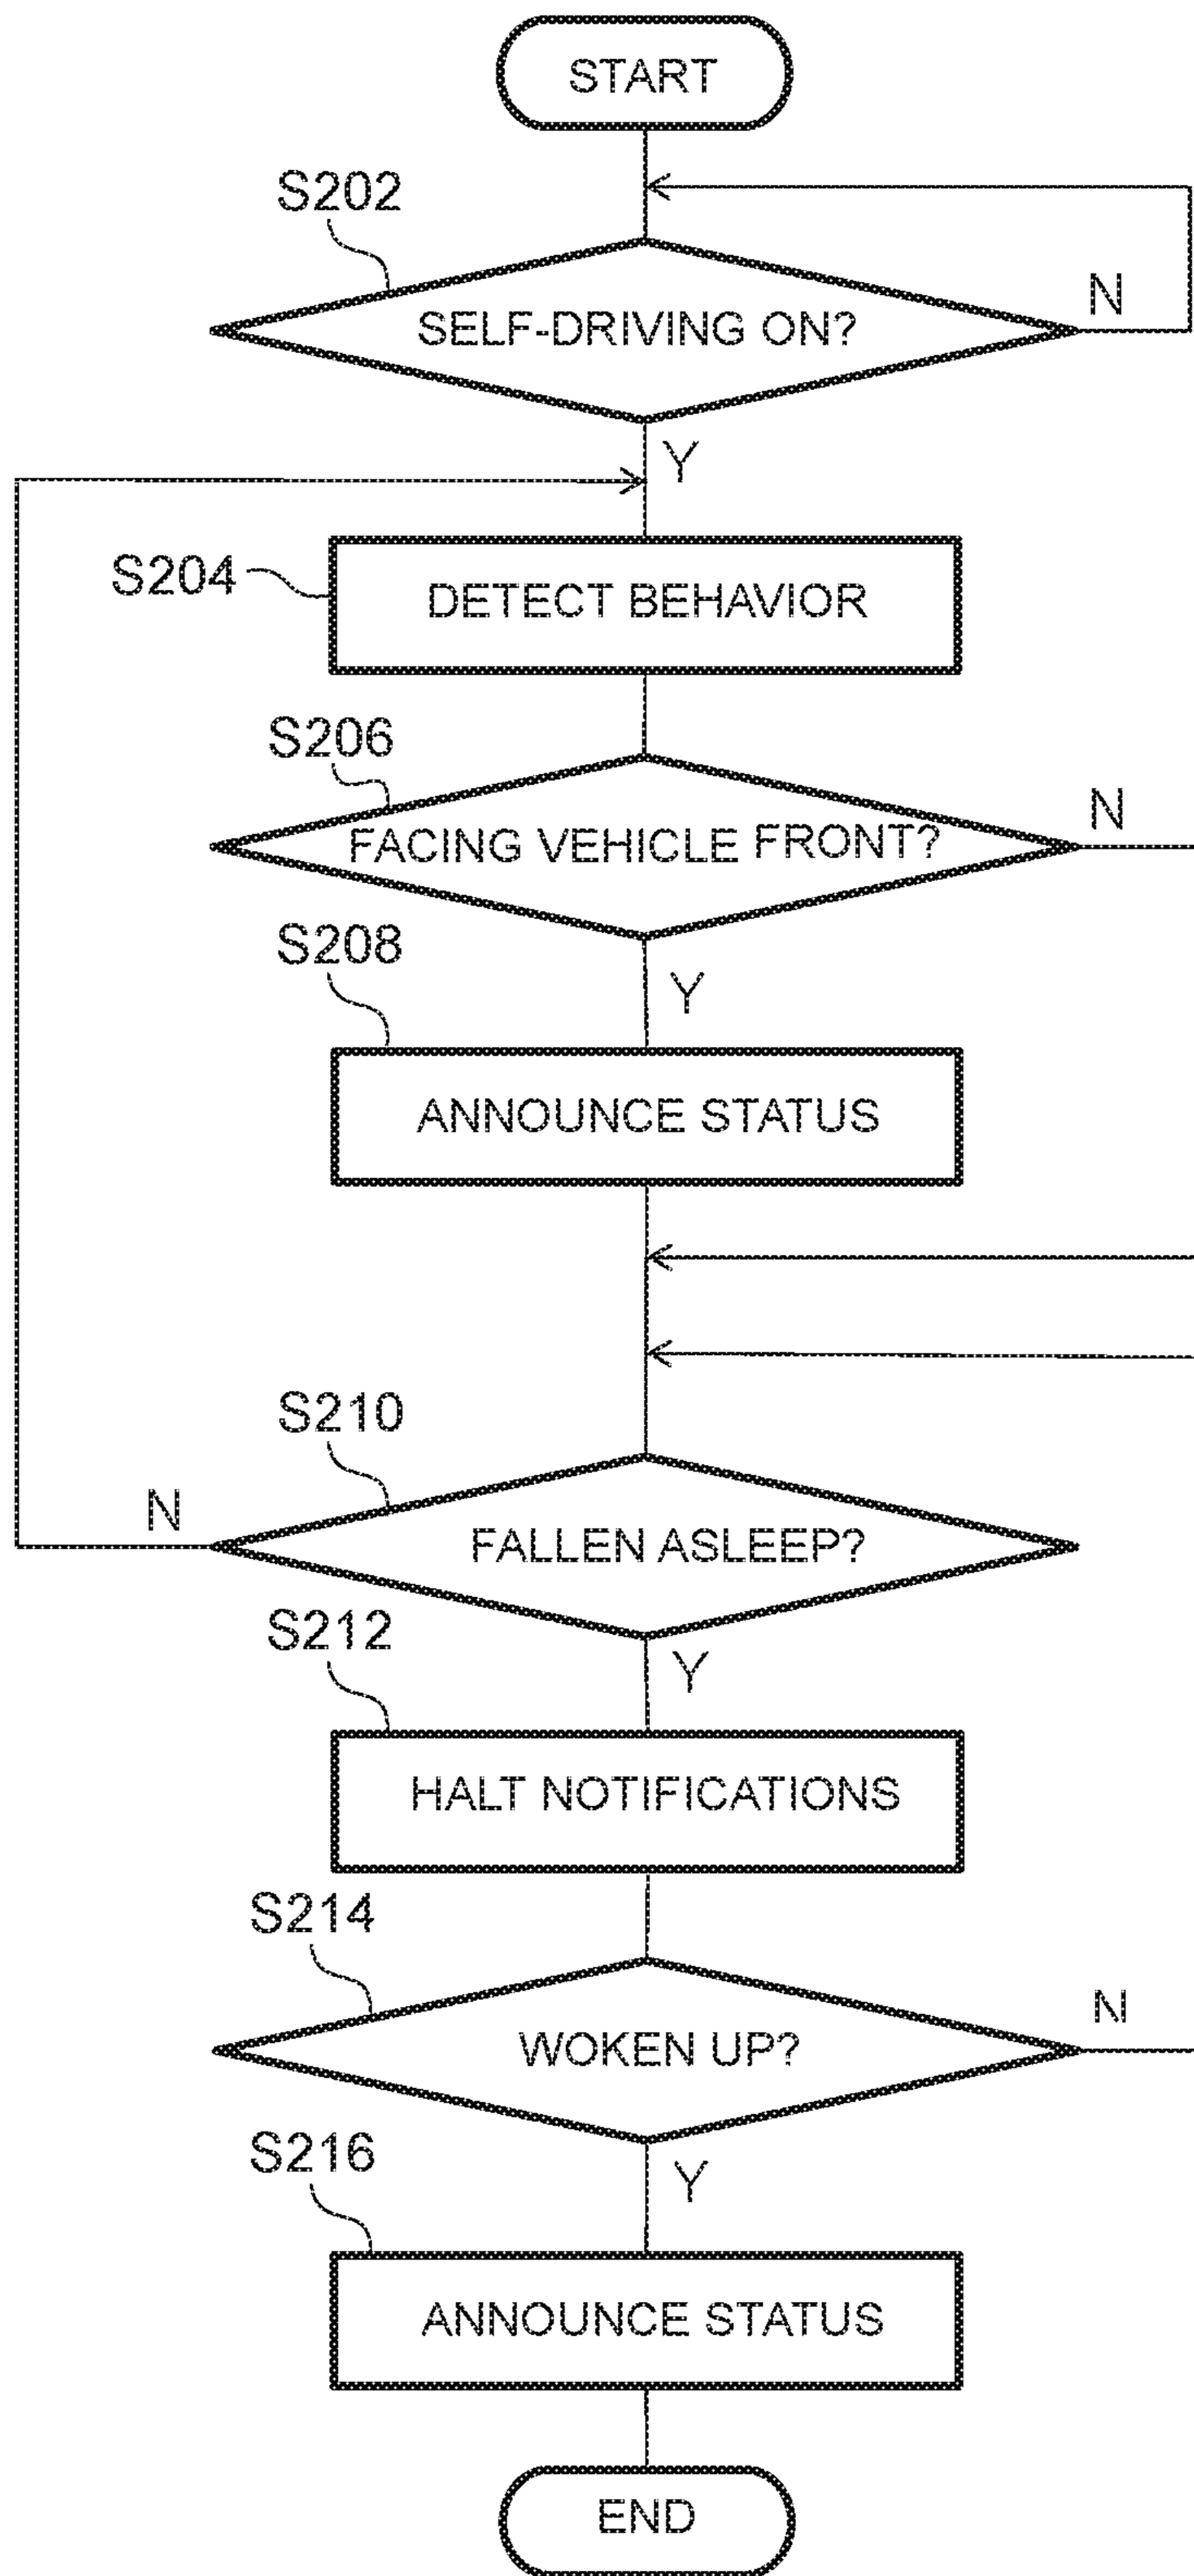 START
S202
SELF-DRIVING ON?
N
Y
S204
DETECT BEHAVIOR
S206
FACING VEHICLE FRONT?
N
S208
Y
ANNOUNCE STATUS
S210
N
FALLEN ASLEEP?
S212
Y
HALT NOTIFICATIONS
S214
N
WOKEN UP?
S216
Y
ANNOUNCE STATUS
END